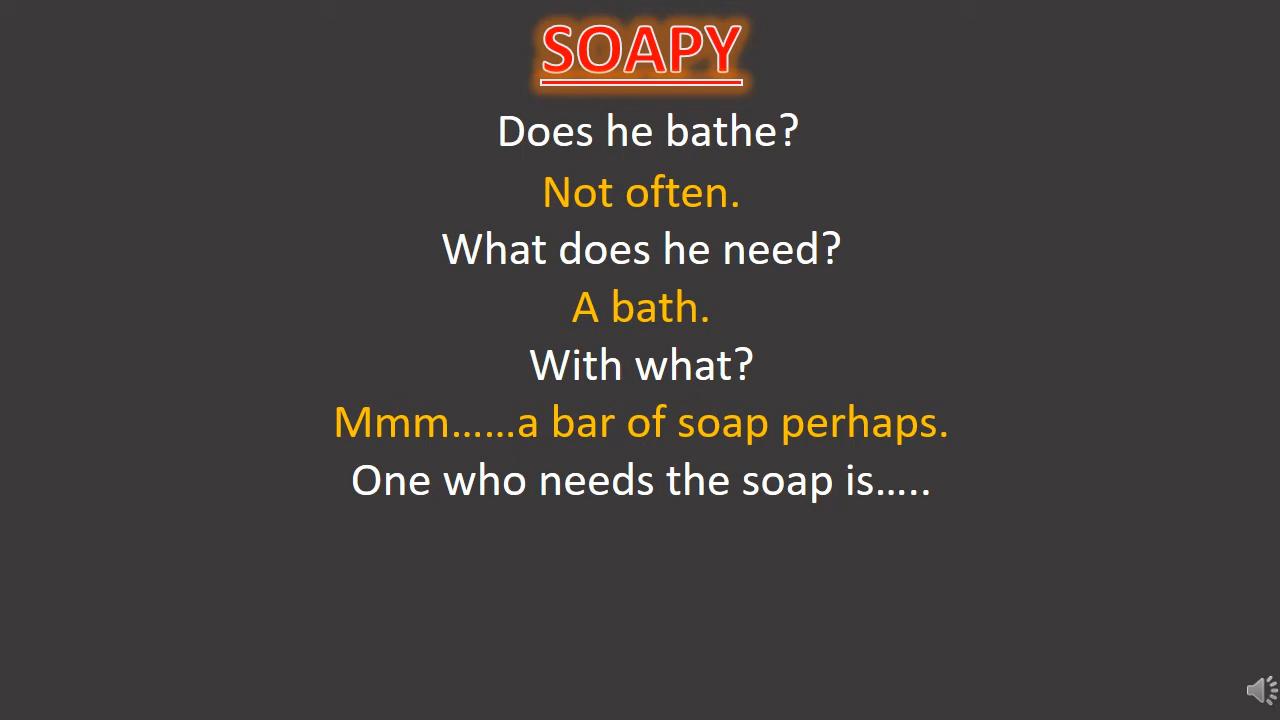 SOAPY
Does he bathe?
Not often.
What does he need?
A bath.
With what?
Mmm......a bar of soap perhaps.
One who needs the soap is.....